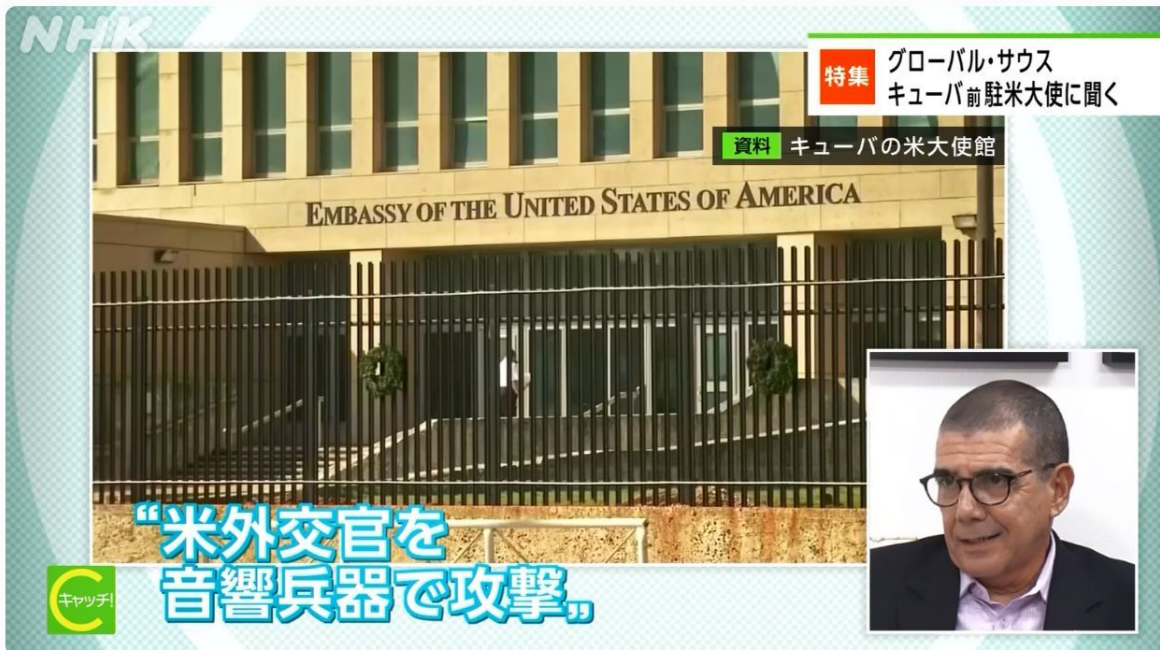 NHK
特集
グローバル・サウス
キューバ前駐米大使に聞く
資料 キューバの米大使館
EMBASSY OF THE UNITED STATES OF AMERICA
“米外交官を
音響兵器で攻撃„
キャッチ!